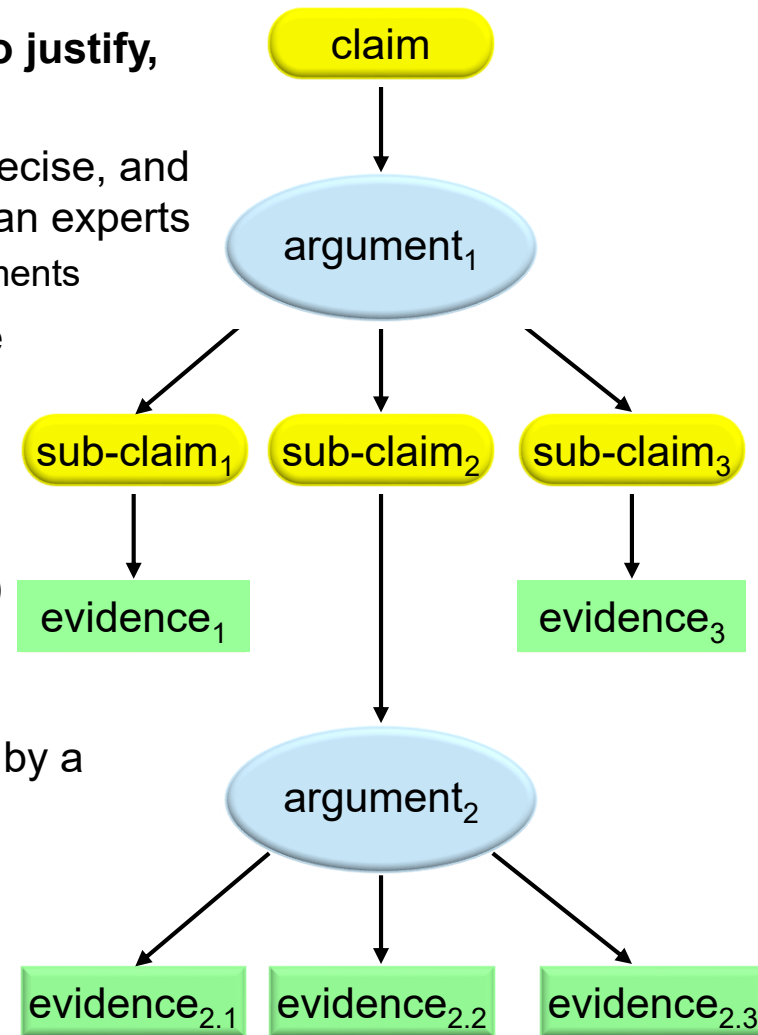 o justify,
claim
ecise, and
an experts
argument₁
nents
e
sub-claim₁ sub-claim₂ sub-claim₃
)
evidence₁ evidence₃
by a
argument₂
evidence₂.₁ evidence₂.₂ evidence₂.₃